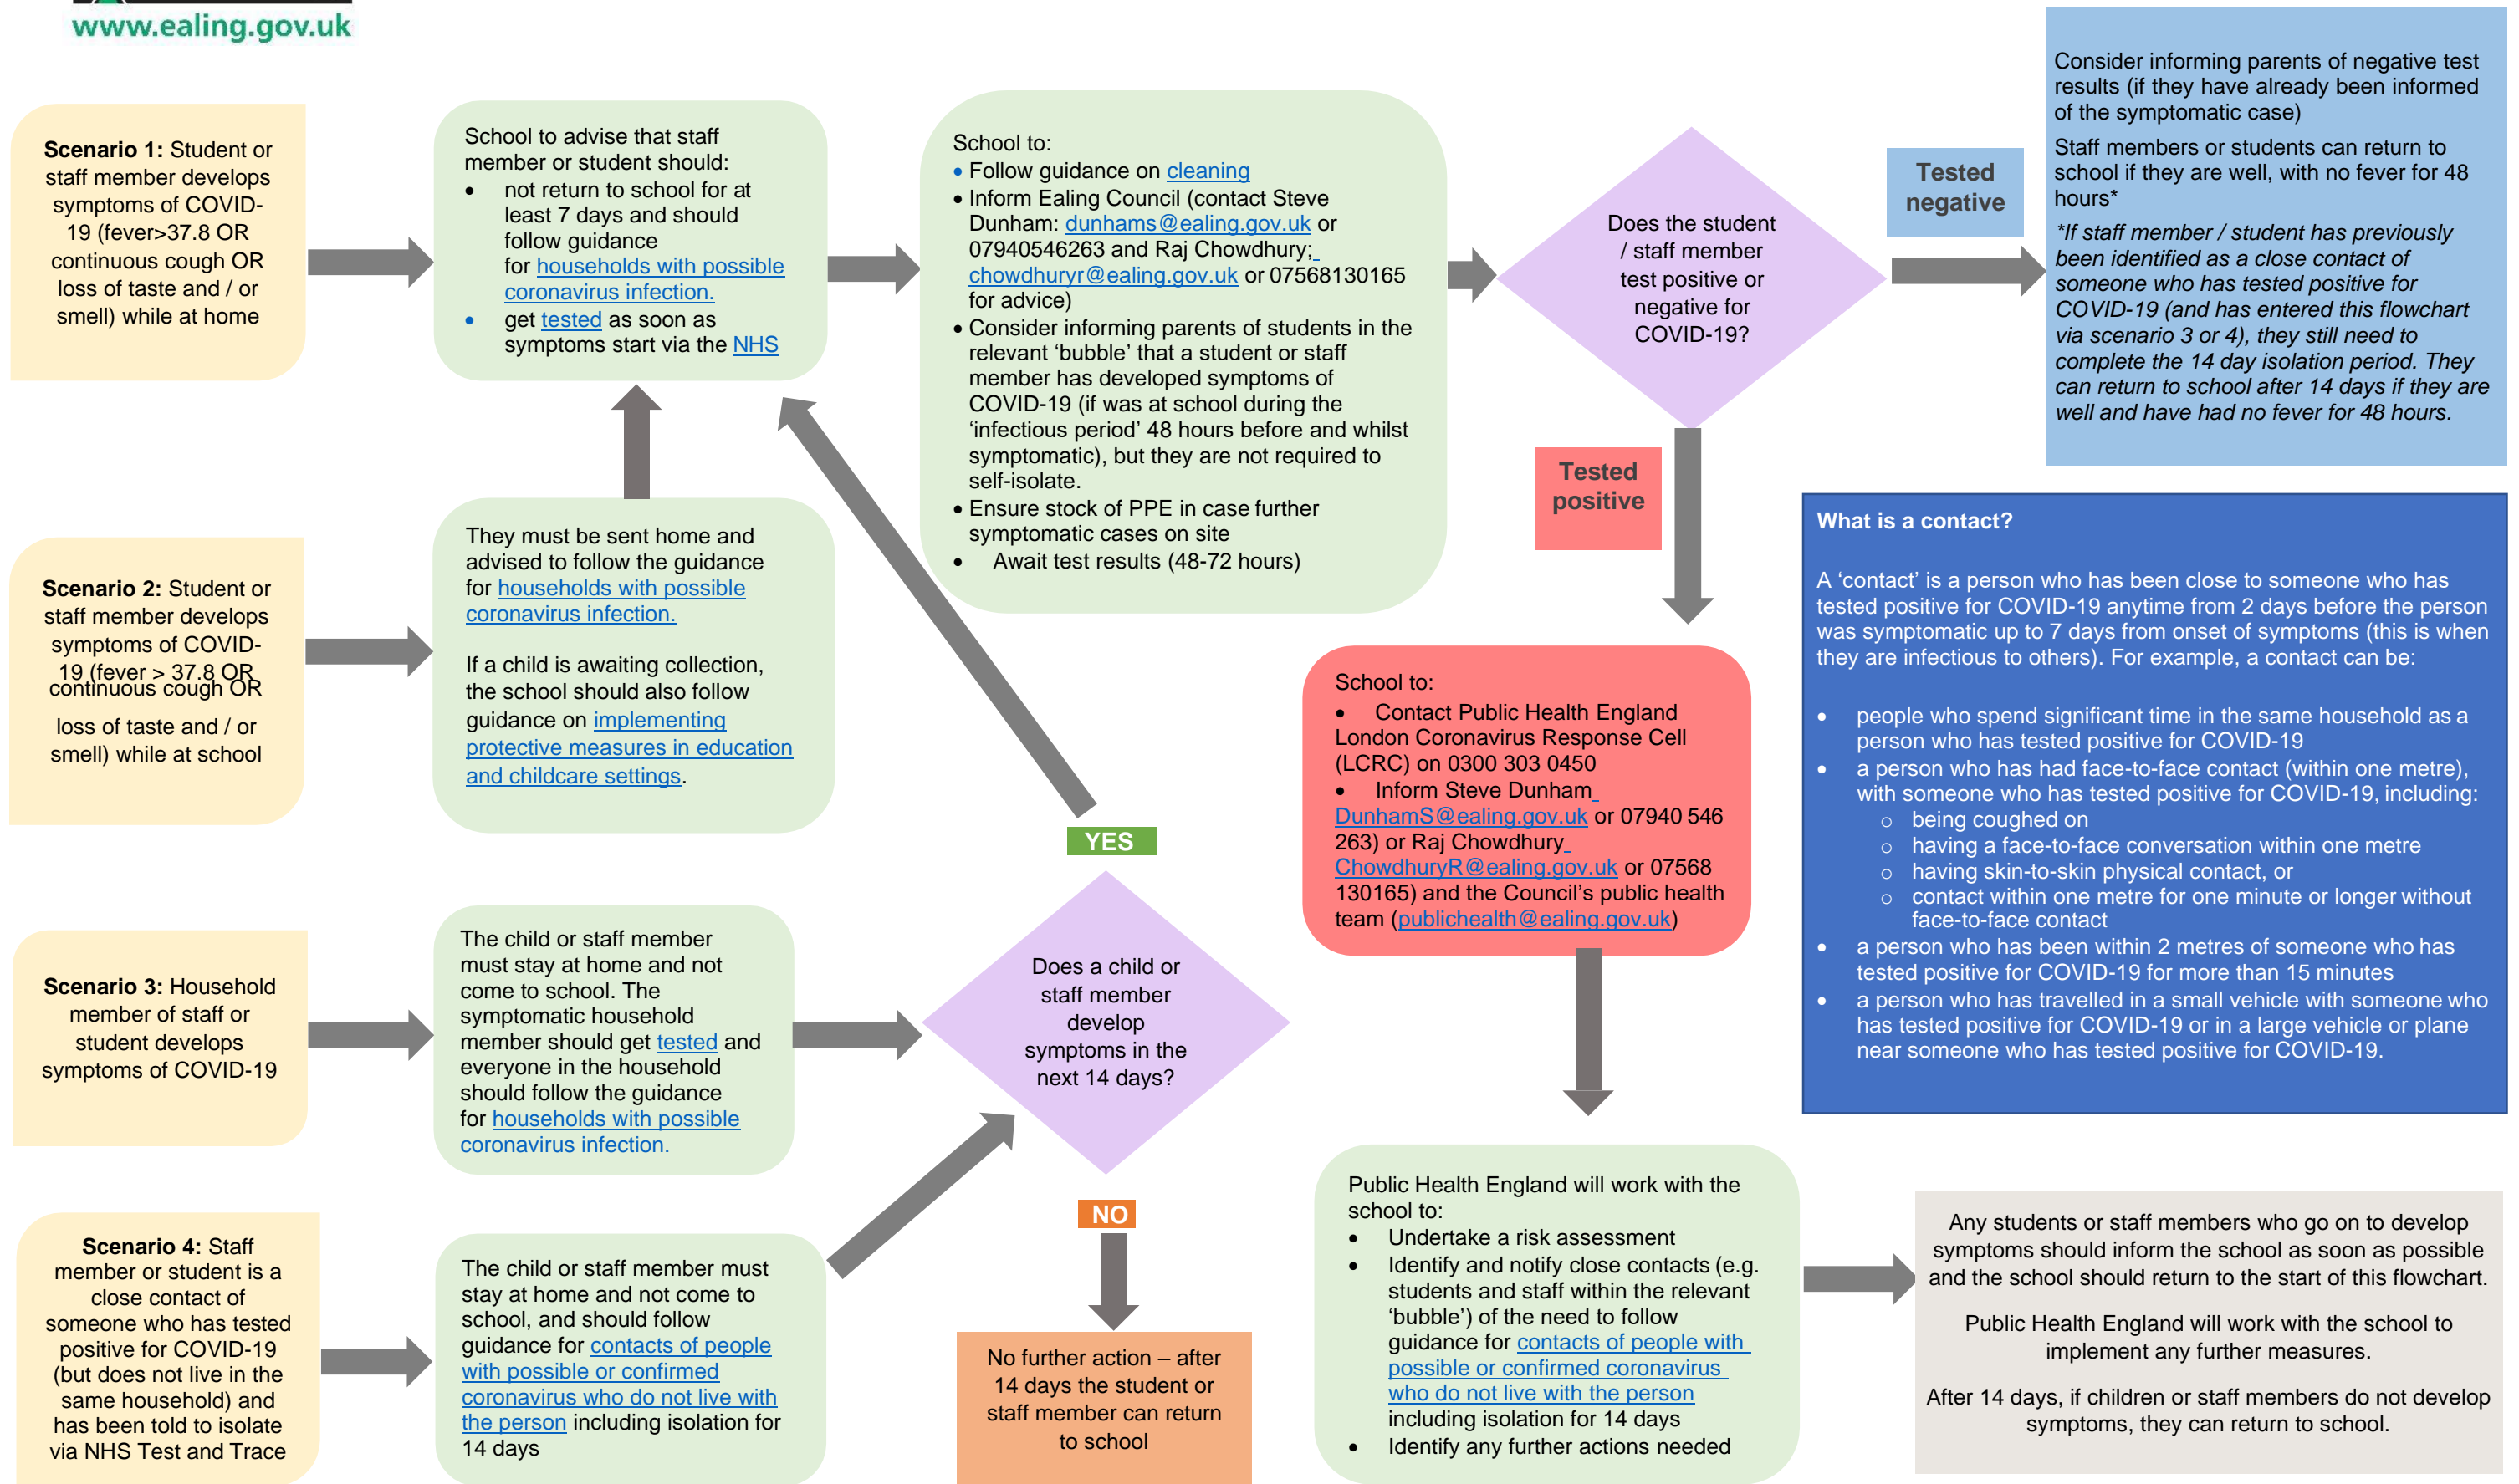 www.ealing.gov.uk
Scenario 1: Student or
staff member develops
symptoms of COVID-
19 (fever>37.8 OR
continuous cough OR
loss of taste and / or
smell) while at home
School to advise that staff
member or student should:
• not return to school for at
least 7 days and should
follow guidance
for households with possible
coronavirus infection.
• get tested as soon as
symptoms start via the NHS
School to:
• Follow guidance on cleaning
• Inform Ealing Council (contact Steve
Dunham: dunhams@ealing.gov.uk or
07940546263 and Raj Chowdhury;
chowdhuryr@ealing.gov.uk or 07568130165
for advice)
• Consider informing parents of students in the
relevant ‘bubble’ that a student or staff
member has developed symptoms of
COVID-19 (if was at school during the
‘infectious period’ 48 hours before and whilst
symptomatic), but they are not required to
self-isolate.
• Ensure stock of PPE in case further
symptomatic cases on site
• Await test results (48-72 hours)
Does the student
/ staff member
test positive or
negative for
COVID-19?
Tested
negative
Consider informing parents of negative test
results (if they have already been informed
of the symptomatic case)
Staff members or students can return to
school if they are well, with no fever for 48
hours*
*If staff member / student has previously
been identified as a close contact of
someone who has tested positive for
COVID-19 (and has entered this flowchart
via scenario 3 or 4), they still need to
complete the 14 day isolation period. They
can return to school after 14 days if they are
well and have had no fever for 48 hours.
Tested
positive
Scenario 2: Student or
staff member develops
symptoms of COVID-
19 (fever > 37.8 OR
continuous cough OR
loss of taste and / or
smell) while at school
They must be sent home and
advised to follow the guidance
for households with possible
coronavirus infection.
If a child is awaiting collection,
the school should also follow
guidance on implementing
protective measures in education
and childcare settings.
YES
School to:
• Contact Public Health England
London Coronavirus Response Cell
(LCRC) on 0300 303 0450
• Inform Steve Dunham
DunhamS@ealing.gov.uk or 07940 546
263) or Raj Chowdhury
ChowdhuryR@ealing.gov.uk or 07568
130165) and the Council’s public health
team (publichealth@ealing.gov.uk)
What is a contact?
A ‘contact’ is a person who has been close to someone who has
tested positive for COVID-19 anytime from 2 days before the person
was symptomatic up to 7 days from onset of symptoms (this is when
they are infectious to others). For example, a contact can be:
• people who spend significant time in the same household as a
person who has tested positive for COVID-19
• a person who has had face-to-face contact (within one metre),
with someone who has tested positive for COVID-19, including:
o being coughed on
o having a face-to-face conversation within one metre
o having skin-to-skin physical contact, or
o contact within one metre for one minute or longer without
face-to-face contact
• a person who has been within 2 metres of someone who has
tested positive for COVID-19 for more than 15 minutes
• a person who has travelled in a small vehicle with someone who
has tested positive for COVID-19 or in a large vehicle or plane
near someone who has tested positive for COVID-19.
Scenario 3: Household
member of staff or
student develops
symptoms of COVID-19
The child or staff member
must stay at home and not
come to school. The
symptomatic household
member should get tested and
everyone in the household
should follow the guidance
for households with possible
coronavirus infection.
Does a child or
staff member
develop
symptoms in the
next 14 days?
NO
Scenario 4: Staff
member or student is a
close contact of
someone who has tested
positive for COVID-19
(but does not live in the
same household) and
has been told to isolate
via NHS Test and Trace
The child or staff member must
stay at home and not come to
school, and should follow
guidance for contacts of people
with possible or confirmed
coronavirus who do not live with
the person including isolation for
14 days
No further action – after
14 days the student or
staff member can return
to school
Public Health England will work with the
school to:
• Undertake a risk assessment
• Identify and notify close contacts (e.g.
students and staff within the relevant
‘bubble’) of the need to follow
guidance for contacts of people with
possible or confirmed coronavirus
who do not live with the person
including isolation for 14 days
• Identify any further actions needed
Any students or staff members who go on to develop
symptoms should inform the school as soon as possible
and the school should return to the start of this flowchart.
Public Health England will work with the school to
implement any further measures.
After 14 days, if children or staff members do not develop
symptoms, they can return to school.